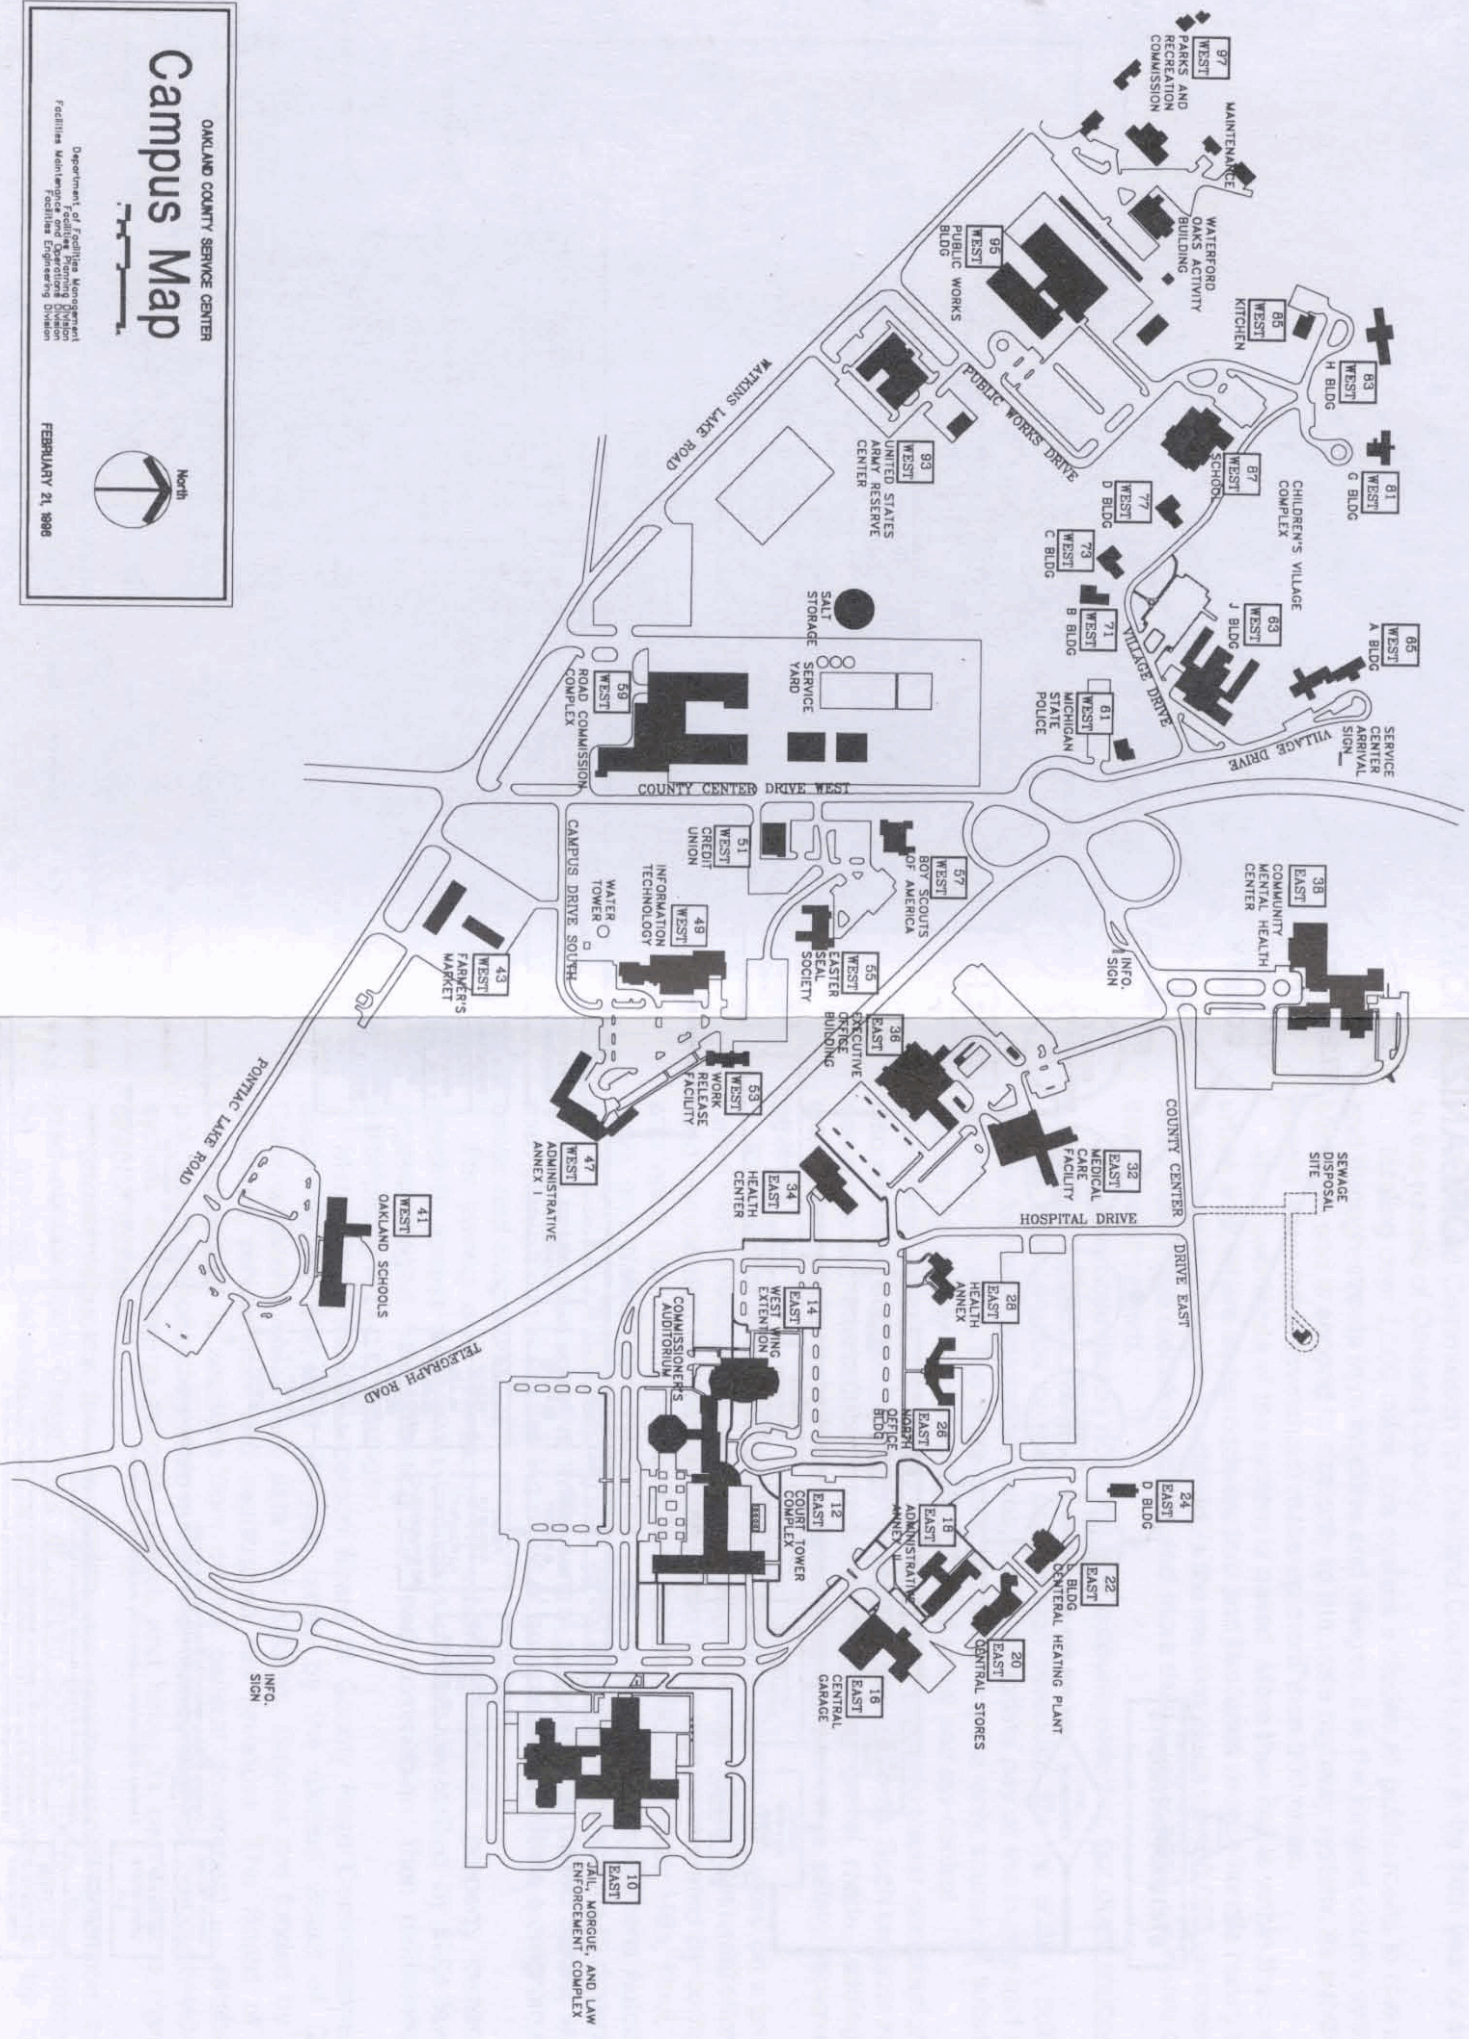 OAKLAND COUNTY SERVICE CENTER
Campus Map
Department of Facilities Management
Facilities Planning Division
Facilities Maintenance and Operations Division
Facilities Engineering Division
North
FEBRUARY 21, 1996
97
WEST
PARKS AND
RECREATION
COMMISSION
MAINTENANCE
WATERFORD
OAKS ACTIVITY
BUILDING
95
WEST
PUBLIC WORKS
BLDG
85
WEST
KITCHEN
83
WEST
H BLDG
81
WEST
G BLDG
87
WEST
SCHOOL
CHILDREN'S VILLAGE
COMPLEX
77
WEST
D BLDG
73
WEST
C BLDG
71
WEST
B BLDG
63
WEST
J BLDG
65
WEST
A BLDG
93
WEST
UNITED STATES
ARMY RESERVE
CENTER
PUBLIC WORKS DRIVE
WATKINS LAKE ROAD
VILLAGE DRIVE
VILLAGE DRIVE
SERVICE
CENTER
ARRIVAL
SIGN
61
WEST
MICHIGAN
STATE
POLICE
SALT
STORAGE
SERVICE
YARD
59
WEST
ROAD COMMISSION
COMPLEX
COUNTY CENTER DRIVE WEST
51
WEST
CREDIT
UNION
57
WEST
BOY SCOUTS
OF AMERICA
55
WEST
EASTER
SEAL
SOCIETY
CAMPUS DRIVE SOUTH
WATER
TOWER
49
WEST
INFORMATION
TECHNOLOGY
43
WEST
FARMER'S
MARKET
53
WEST
WORK
RELEASE
FACILITY
47
WEST
ADMINISTRATIVE
ANNEX I
41
WEST
OAKLAND SCHOOLS
PONTIAC LAKE ROAD
TELEGRAPH ROAD
38
EAST
COMMUNITY
MENTAL HEALTH
CENTER
INFO.
SIGN
36
EAST
EXECUTIVE
OFFICE
BUILDING
32
EAST
MEDICAL
CARE
FACILITY
34
EAST
HEALTH
CENTER
COUNTY CENTER
DRIVE EAST
HOSPITAL DRIVE
SEWAGE
DISPOSAL
SITE
28
EAST
HEALTH
ANNEX
26
EAST
NORTH
OFFICE
BLDG
14
EAST
WEST WING
EXTENTION
COMMISSIONER'S
AUDITORIUM
12
EAST
COURT TOWER
COMPLEX
24
EAST
D BLDG
22
EAST
BLDG
CENTERAL HEATING PLANT
18
EAST
ADMINISTRATIVE
ANNEX II
20
EAST
CENTRAL STORES
16
EAST
CENTRAL
GARAGE
INFO.
SIGN
10
EAST
JAIL, MORGUE, AND LAW
ENFORCEMENT COMPLEX